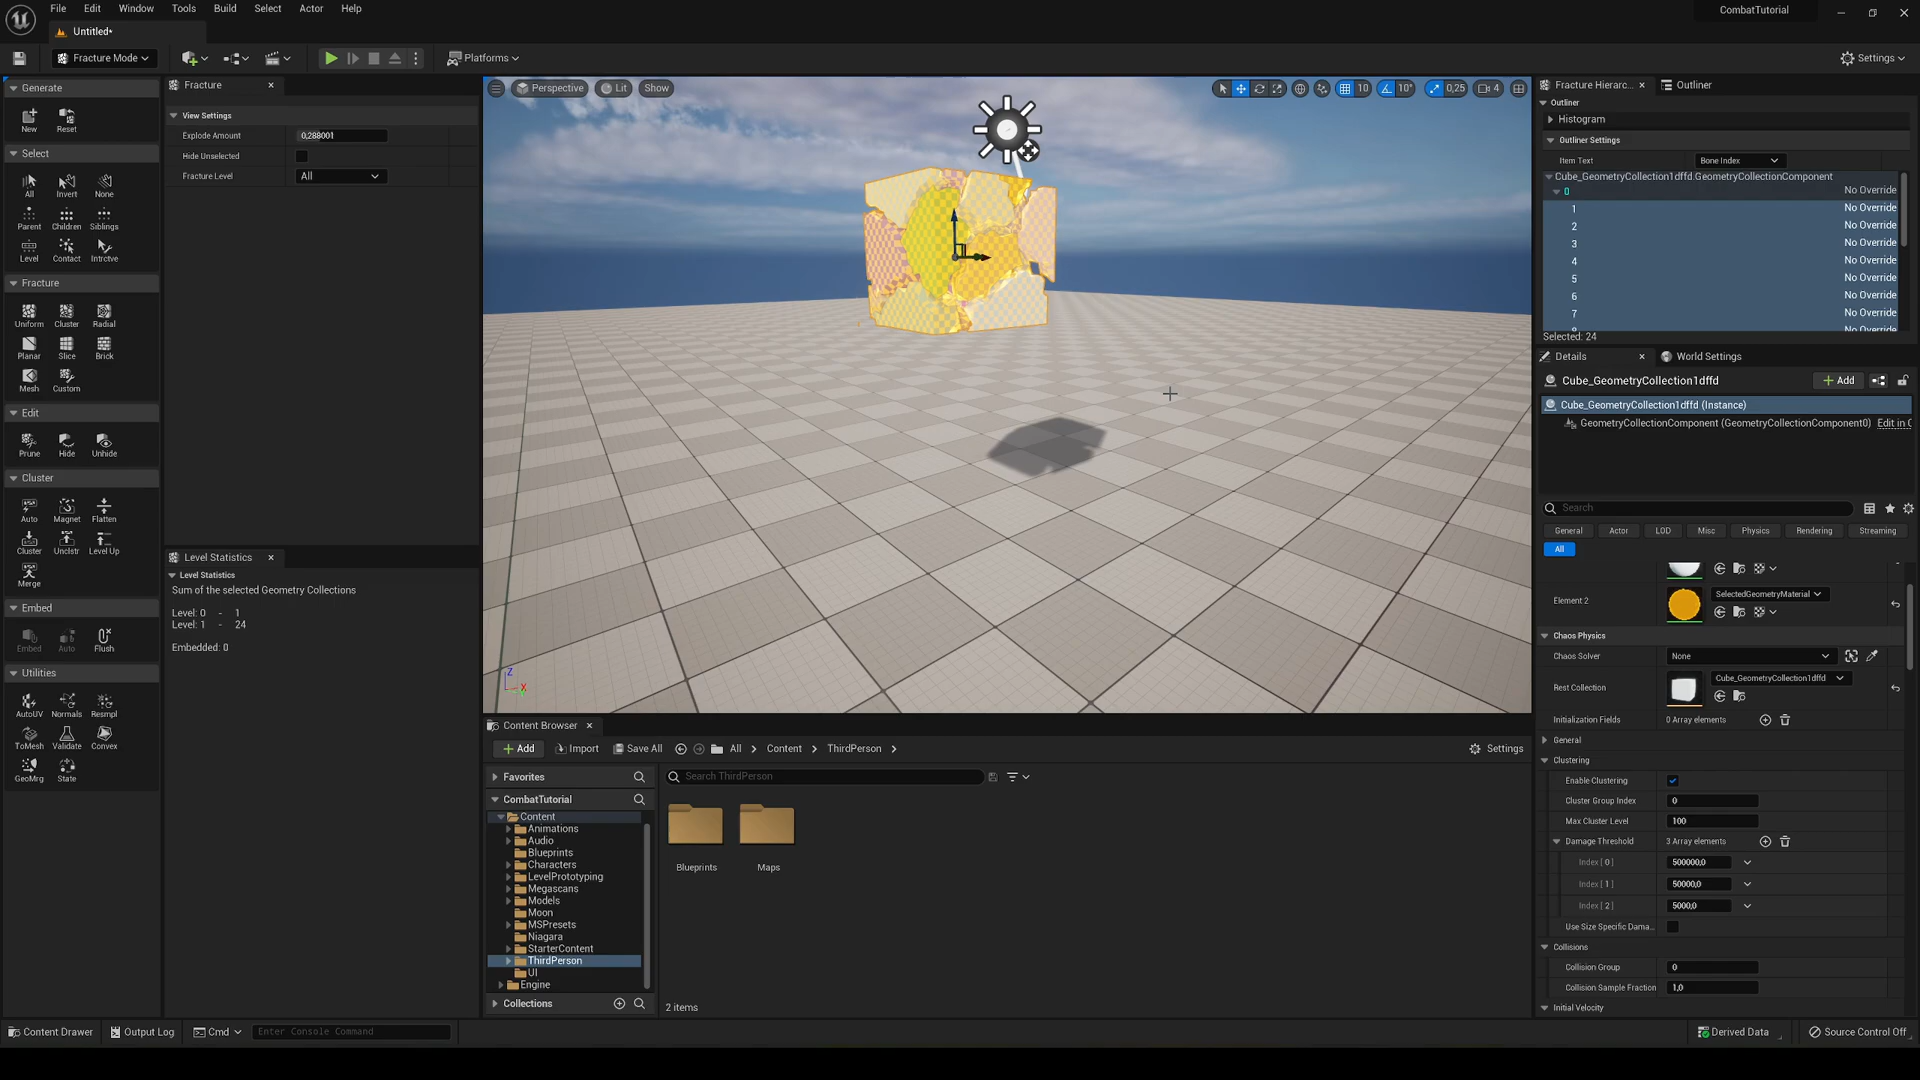 File Edit Window Tools Build Select Actor Help
CombatTutorial
Untitled*
Fracture Mode
Platforms
Settings
Generate
New Reset
Select
All Invert None
Parent Children Siblings
Level Contact Intrctve
Fracture
Uniform Cluster Radial
Planar Slice Brick
Mesh Custom
Edit
Prune Hide Unhide
Cluster
Auto Magnet Flatten
Cluster Unclstr Level Up
Merge
Embed
Embed Auto Flush
Utilities
AutoUV Normals Resmpl
ToMesh Validate Convex
GeoMrg State
Fracture
View Settings
Explode Amount 0,288001
Hide Unselected
Fracture Level All
Level Statistics
Level Statistics
Sum of the selected Geometry Collections
Level: 0 - 1
Level: 1 - 24
Embedded: 0
Perspective Lit Show
10 10° 0,25 4
Z
X
Content Browser
Add Import Save All All Content ThirdPerson
Settings
Favorites
Search ThirdPerson
CombatTutorial
Content
Animations
Audio
Blueprints
Characters
LevelPrototyping
Megascans
Models
Moon
MSPresets
Niagara
StarterContent
ThirdPerson
UI
Engine
Collections
Blueprints Maps
2 items
Fracture Hierarc... Outliner
Outliner
Histogram
Outliner Settings
Item Text Bone Index
Cube_GeometryCollection1dffd.GeometryCollectionComponent
0 No Override
1 No Override
2 No Override
3 No Override
4 No Override
5 No Override
6 No Override
7 No Override
8 No Override
Selected: 24
Details World Settings
Cube_GeometryCollection1dffd
Add
Cube_GeometryCollection1dffd (Instance)
GeometryCollectionComponent (GeometryCollectionComponent0) Edit in C
Search
General Actor LOD Misc Physics Rendering Streaming
All
Element 2 SelectedGeometryMaterial
Chaos Physics
Chaos Solver None
Rest Collection Cube_GeometryCollection1dffd
Initialization Fields 0 Array elements
General
Clustering
Enable Clustering
Cluster Group Index 0
Max Cluster Level 100
Damage Threshold 3 Array elements
Index [ 0 ] 500000,0
Index [ 1 ] 50000,0
Index [ 2 ] 5000,0
Use Size Specific Dama...
Collisions
Collision Group 0
Collision Sample Fraction 1,0
Initial Velocity
Content Drawer Output Log Cmd Enter Console Command
Derived Data Source Control Off